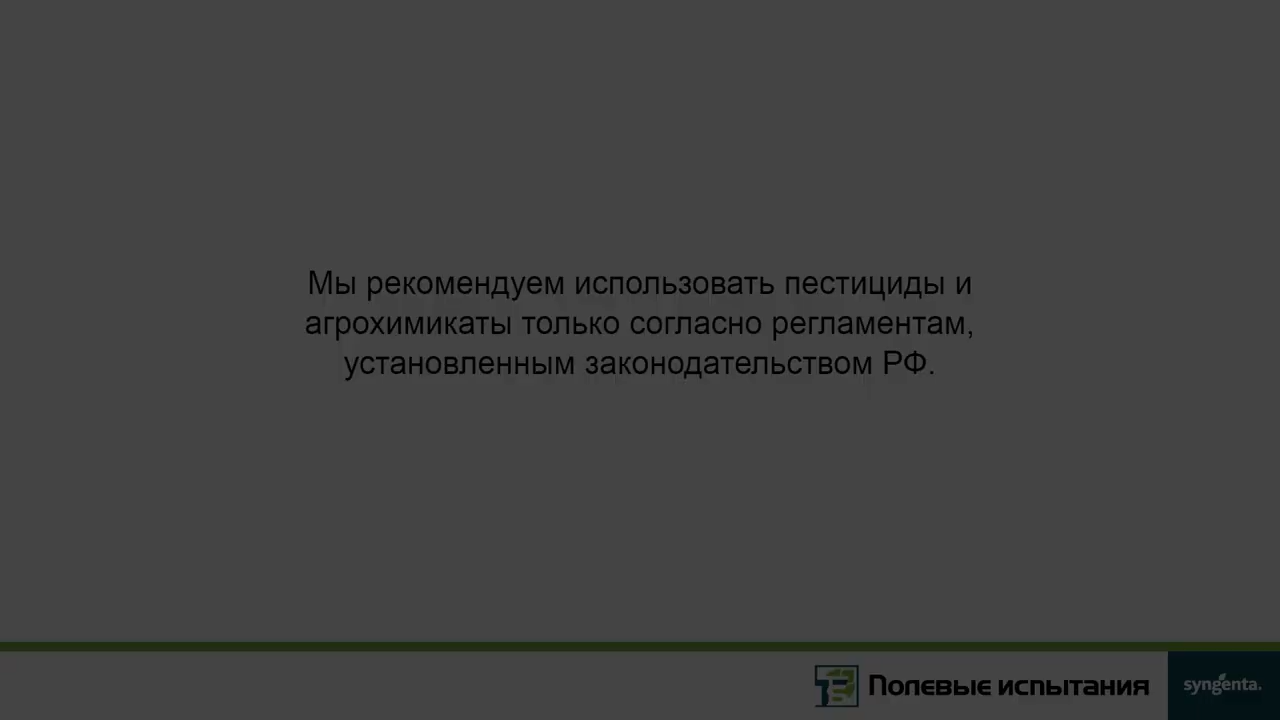 Мы рекомендуем использовать пестициды и
агрохимикаты только согласно регламентам,
установленным законодательством РФ.
Полевые испытания
syngenta.